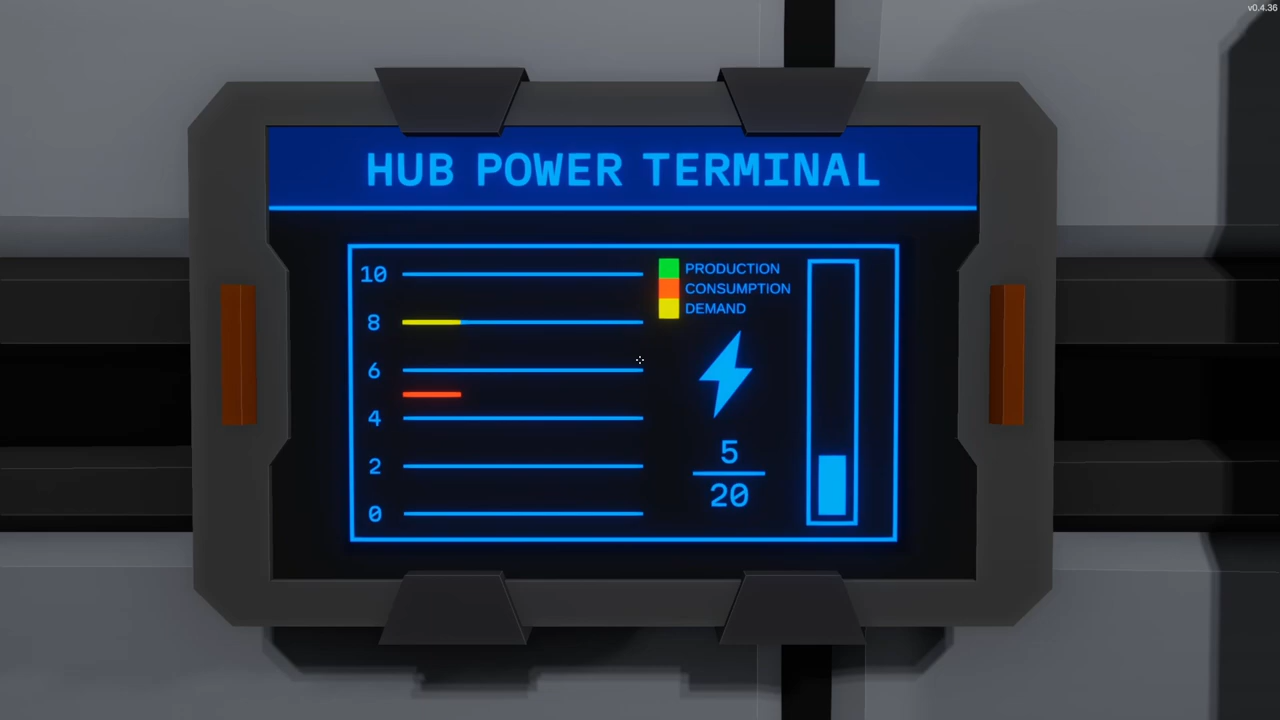 v0.4.36
HUB POWER TERMINAL
10
8
6
4
2
0
PRODUCTION
CONSUMPTION
DEMAND
5
20